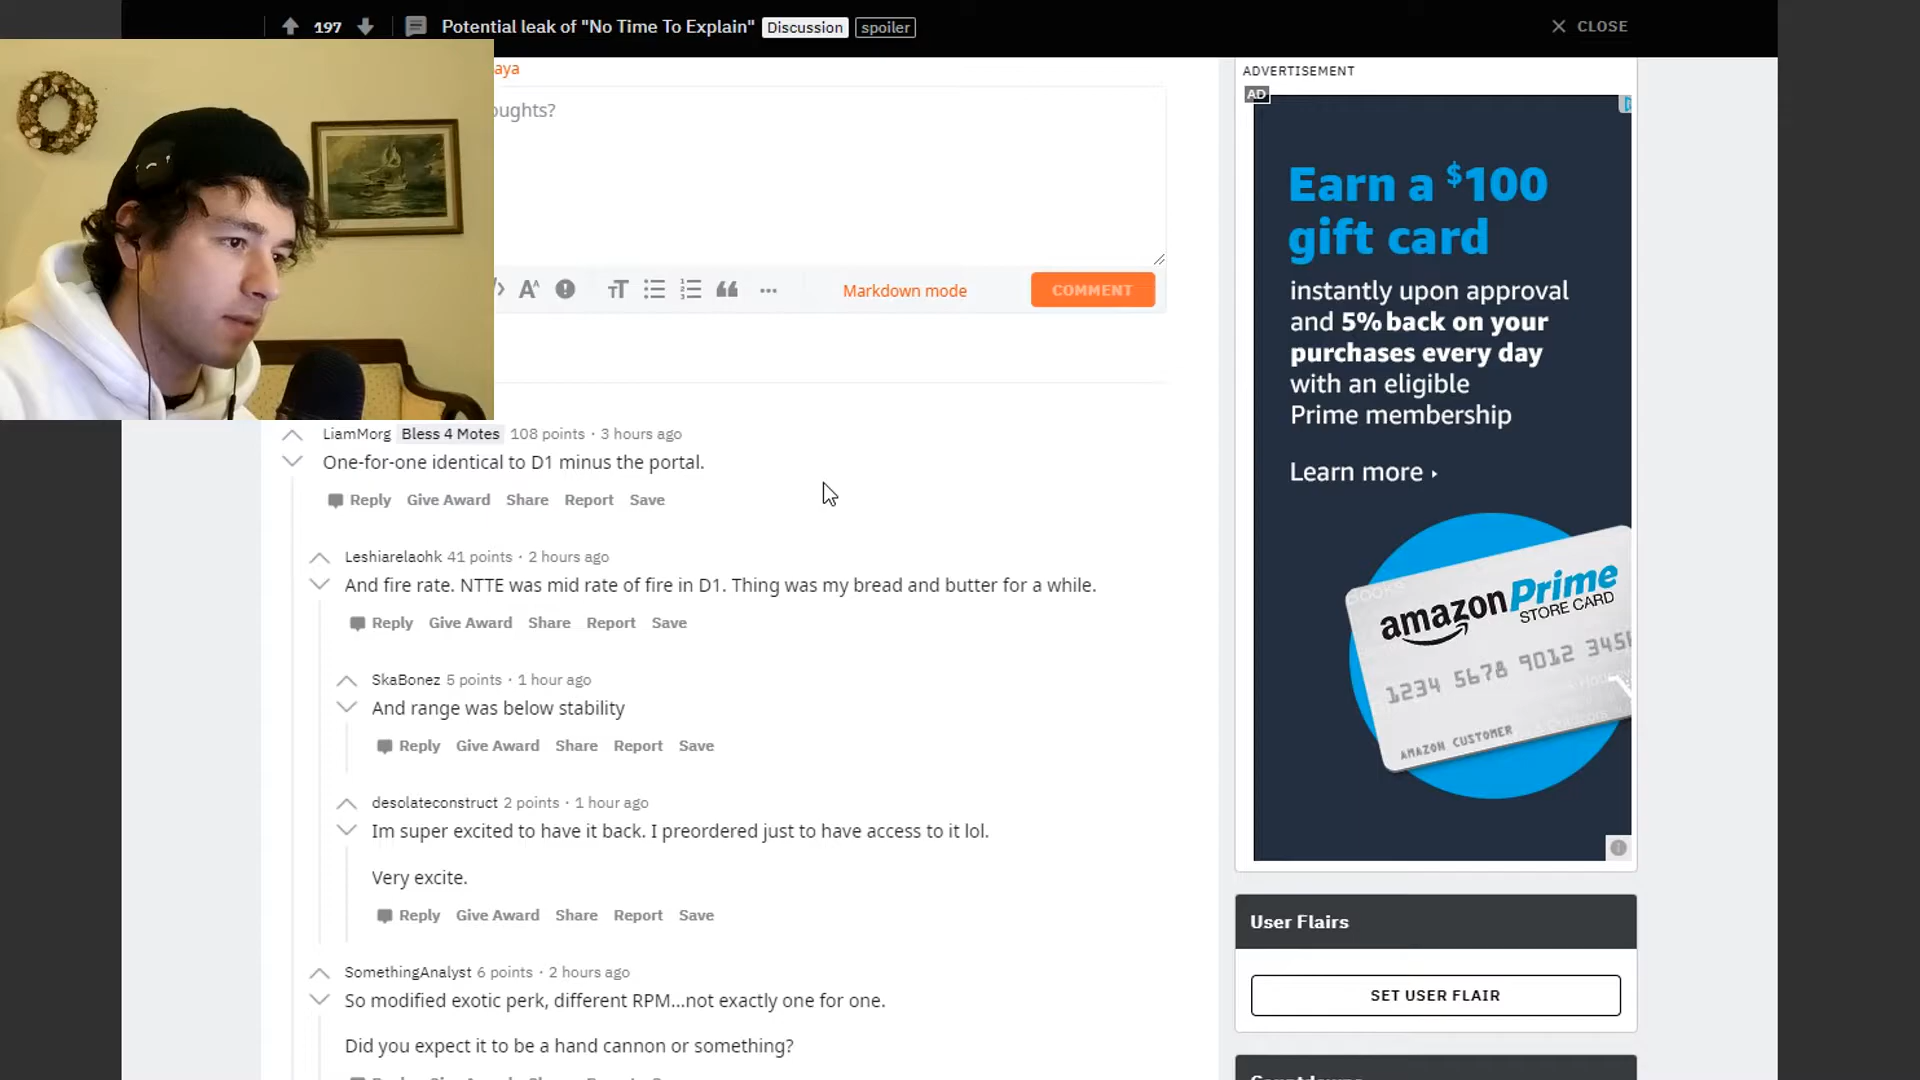 197 Potential leak of "No Time To Explain" Discussion spoiler
CLOSE
aya
oughts?
Markdown mode
COMMENT
LiamMorg Bless 4 Motes 108 points · 3 hours ago
One-for-one identical to D1 minus the portal.
Reply Give Award Share Report Save
Leshiarelaohk 41 points · 2 hours ago
And fire rate. NTTE was mid rate of fire in D1. Thing was my bread and butter for a while.
Reply Give Award Share Report Save
SkaBonez 5 points · 1 hour ago
And range was below stability
Reply Give Award Share Report Save
desolateconstruct 2 points · 1 hour ago
Im super excited to have it back. I preordered just to have access to it lol.
Very excite.
Reply Give Award Share Report Save
SomethingAnalyst 6 points · 2 hours ago
So modified exotic perk, different RPM...not exactly one for one.
Did you expect it to be a hand cannon or something?
ADVERTISEMENT
AD
Earn a $100
gift card
instantly upon approval
and 5% back on your
purchases every day
with an eligible
Prime membership
Learn more
amazonPrime
STORE CARD
1234 5678 9012 345
AMAZON CUSTOMER
User Flairs
SET USER FLAIR